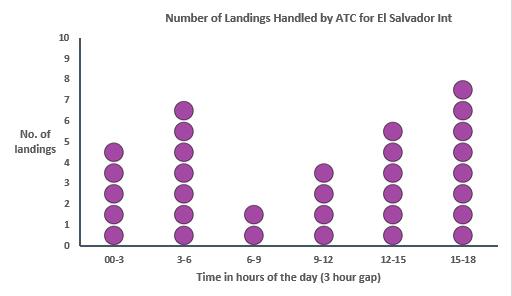 Number of Landings Handled by ATC for El Salvador Int
10
9
8
7
6
5
4
3
2
1
0
No. of
landings
00-3 3-6 6-9 9-12 12-15 15-18
Time in hours of the day (3 hour gap)